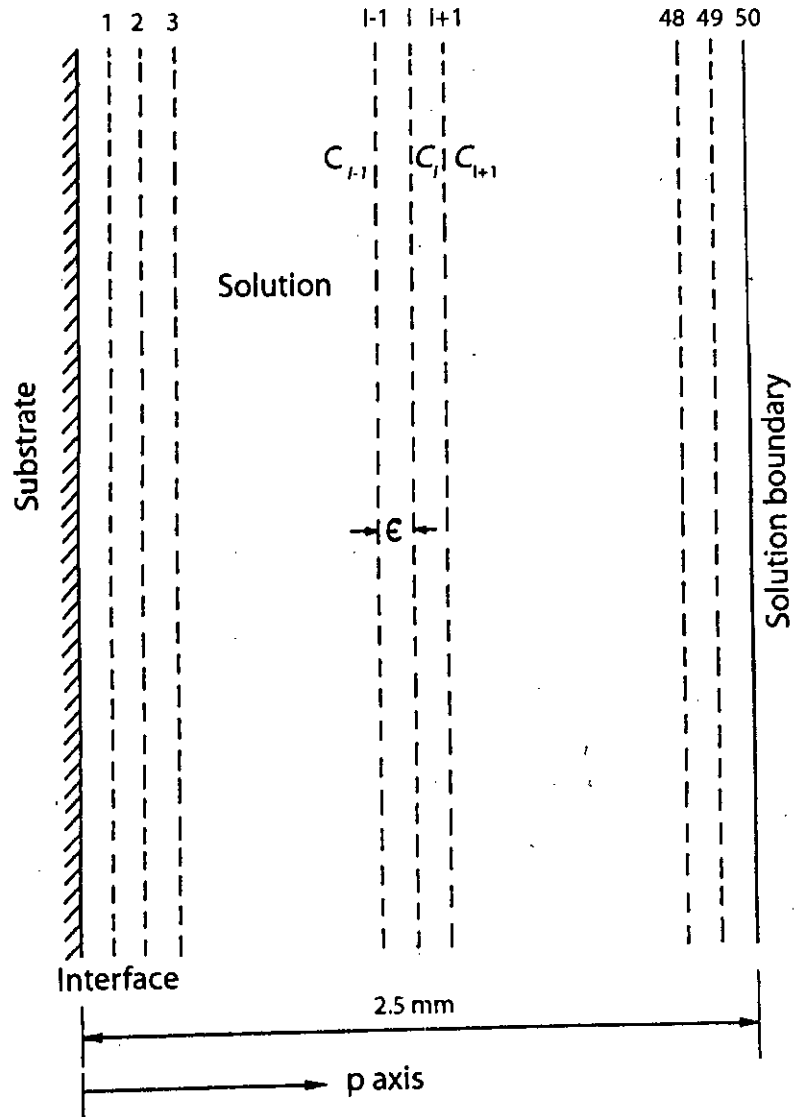 1 2 3 I-1 I I+1 48 49 50
C_{I-1} C_I C_{I+1}
Solution
Substrate
Solution boundary
ϵ
Interface
2.5 mm
p axis